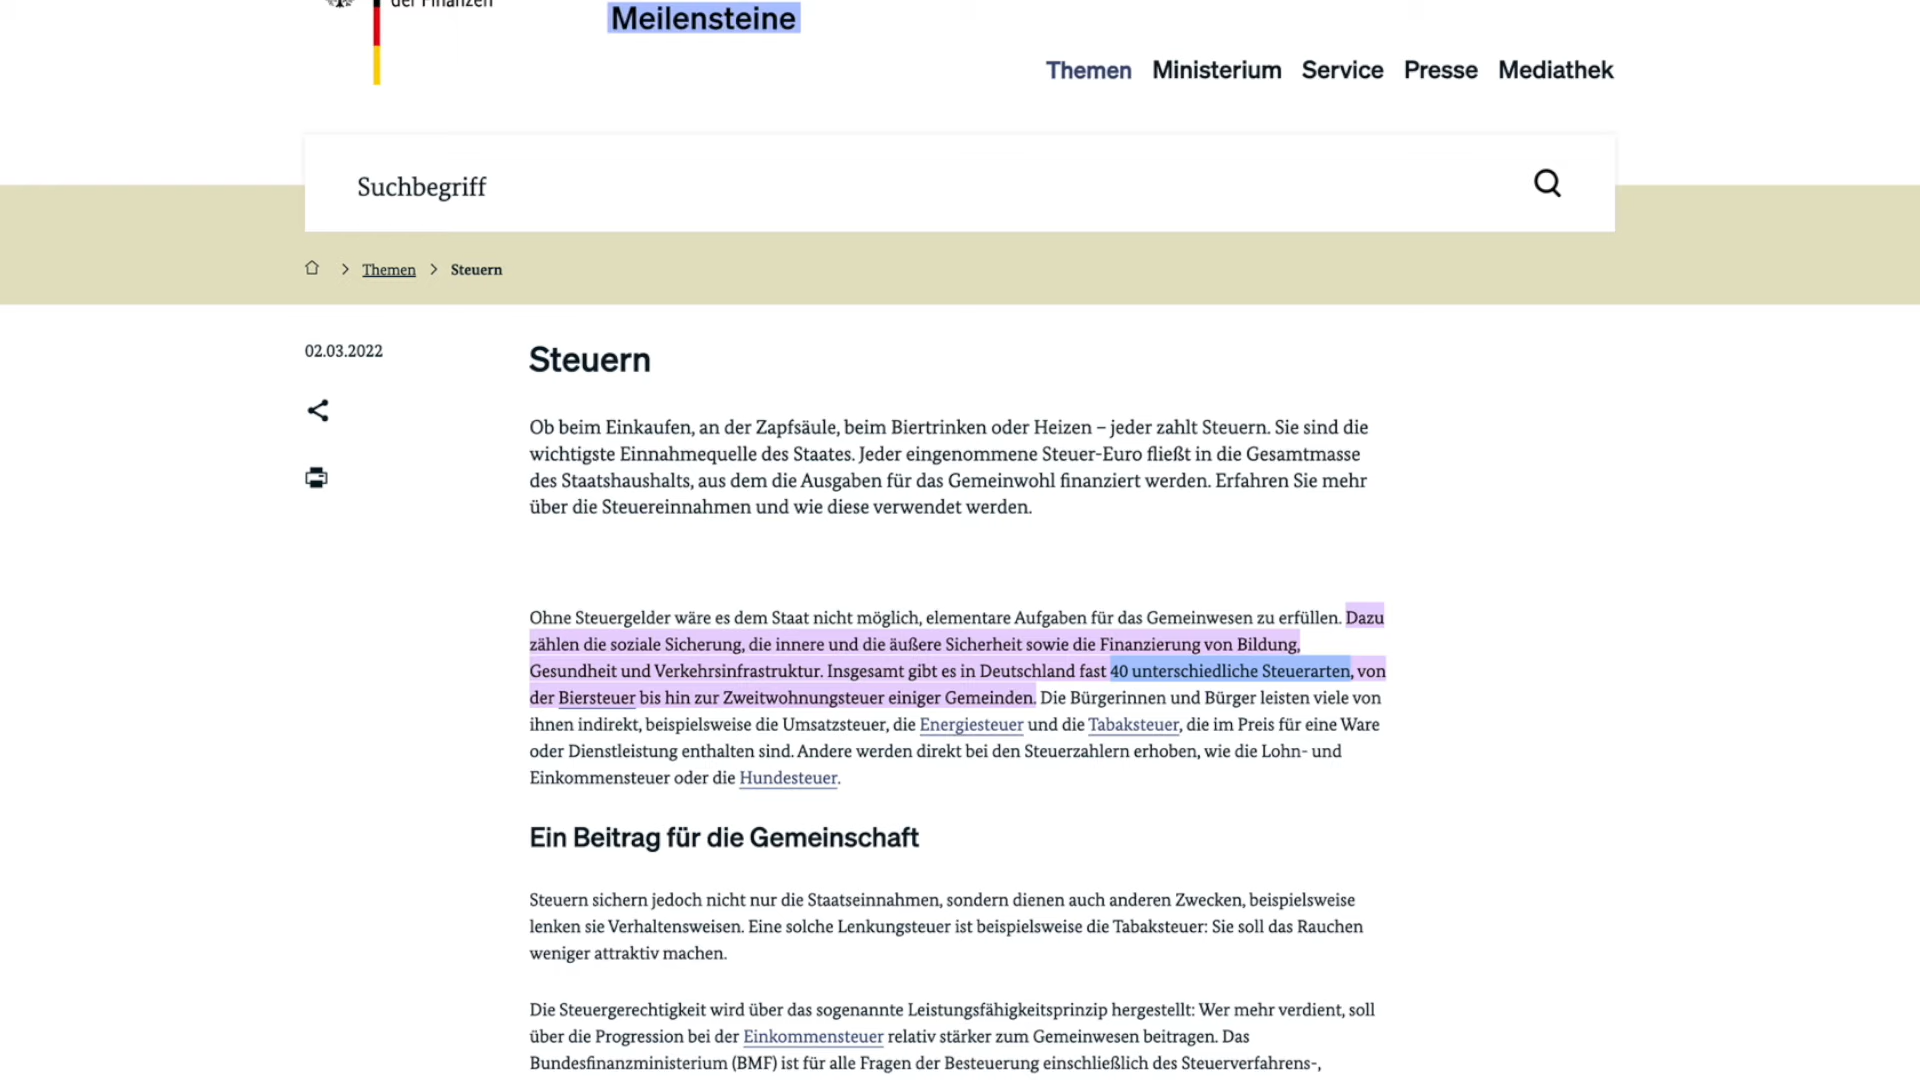 der Finanzen
Meilensteine
Themen Ministerium Service Presse Mediathek
Suchbegriff
Themen Steuern
02.03.2022
Steuern
Ob beim Einkaufen, an der Zapfsäule, beim Biertrinken oder Heizen – jeder zahlt Steuern. Sie sind die
wichtigste Einnahmequelle des Staates. Jeder eingenommene Steuer-Euro fließt in die Gesamtmasse
des Staatshaushalts, aus dem die Ausgaben für das Gemeinwohl finanziert werden. Erfahren Sie mehr
über die Steuereinnahmen und wie diese verwendet werden.
Ohne Steuergelder wäre es dem Staat nicht möglich, elementare Aufgaben für das Gemeinwesen zu erfüllen. Dazu
zählen die soziale Sicherung, die innere und die äußere Sicherheit sowie die Finanzierung von Bildung,
Gesundheit und Verkehrsinfrastruktur. Insgesamt gibt es in Deutschland fast 40 unterschiedliche Steuerarten, von
der Biersteuer bis hin zur Zweitwohnungsteuer einiger Gemeinden. Die Bürgerinnen und Bürger leisten viele von
ihnen indirekt, beispielsweise die Umsatzsteuer, die Energiesteuer und die Tabaksteuer, die im Preis für eine Ware
oder Dienstleistung enthalten sind. Andere werden direkt bei den Steuerzahlern erhoben, wie die Lohn- und
Einkommensteuer oder die Hundesteuer.
Ein Beitrag für die Gemeinschaft
Steuern sichern jedoch nicht nur die Staatseinnahmen, sondern dienen auch anderen Zwecken, beispielsweise
lenken sie Verhaltensweisen. Eine solche Lenkungsteuer ist beispielsweise die Tabaksteuer: Sie soll das Rauchen
weniger attraktiv machen.
Die Steuergerechtigkeit wird über das sogenannte Leistungsfähigkeitsprinzip hergestellt: Wer mehr verdient, soll
über die Progression bei der Einkommensteuer relativ stärker zum Gemeinwesen beitragen. Das
Bundesfinanzministerium (BMF) ist für alle Fragen der Besteuerung einschließlich des Steuerverfahrens-,